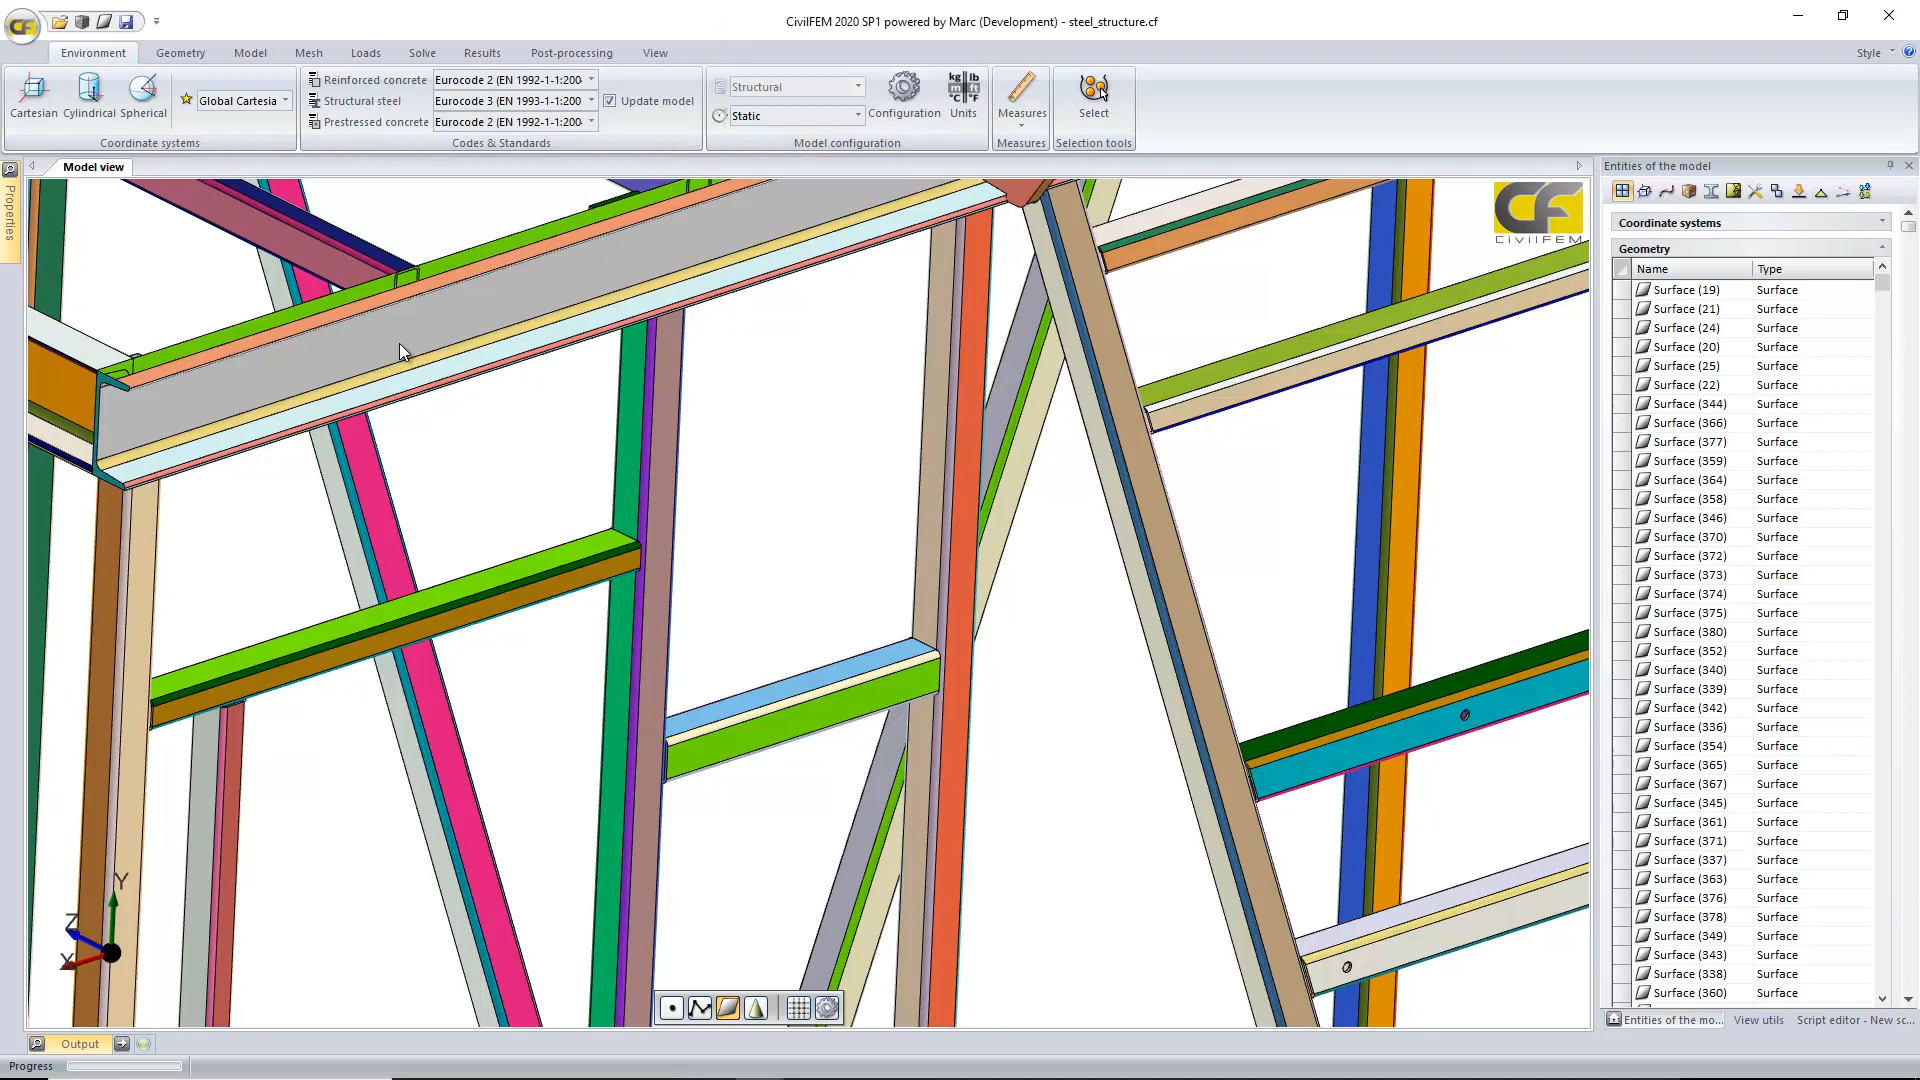 CivilFEM 2020 SP1 powered by Marc (Development) - steel_structure.cf
Environment Geometry Model Mesh Loads Solve Results Post-processing View Style
Cartesian Cylindrical Spherical
Global Cartesia
Coordinate systems
Reinforced concrete Eurocode 2 (EN 1992-1-1:200
Structural steel Eurocode 3 (EN 1993-1-1:200 Update model
Prestressed concrete Eurocode 2 (EN 1992-1-1:200
Codes & Standards
Structural
Static
Configuration
kg lb
m ft
°C °F
Units
Model configuration
Measures
Measures
Select
Selection tools
Properties
Model view
CF
CIVILFEM
Y
Z
X
Entities of the model
Coordinate systems
Geometry
Name Type
Surface (19) Surface
Surface (21) Surface
Surface (24) Surface
Surface (20) Surface
Surface (25) Surface
Surface (22) Surface
Surface (344) Surface
Surface (366) Surface
Surface (377) Surface
Surface (359) Surface
Surface (364) Surface
Surface (358) Surface
Surface (346) Surface
Surface (370) Surface
Surface (372) Surface
Surface (373) Surface
Surface (374) Surface
Surface (375) Surface
Surface (380) Surface
Surface (352) Surface
Surface (340) Surface
Surface (339) Surface
Surface (342) Surface
Surface (336) Surface
Surface (354) Surface
Surface (365) Surface
Surface (367) Surface
Surface (345) Surface
Surface (361) Surface
Surface (371) Surface
Surface (337) Surface
Surface (363) Surface
Surface (376) Surface
Surface (378) Surface
Surface (349) Surface
Surface (343) Surface
Surface (338) Surface
Surface (360) Surface
Entities of the mo... View utils Script editor - New sc...
Output
Progress